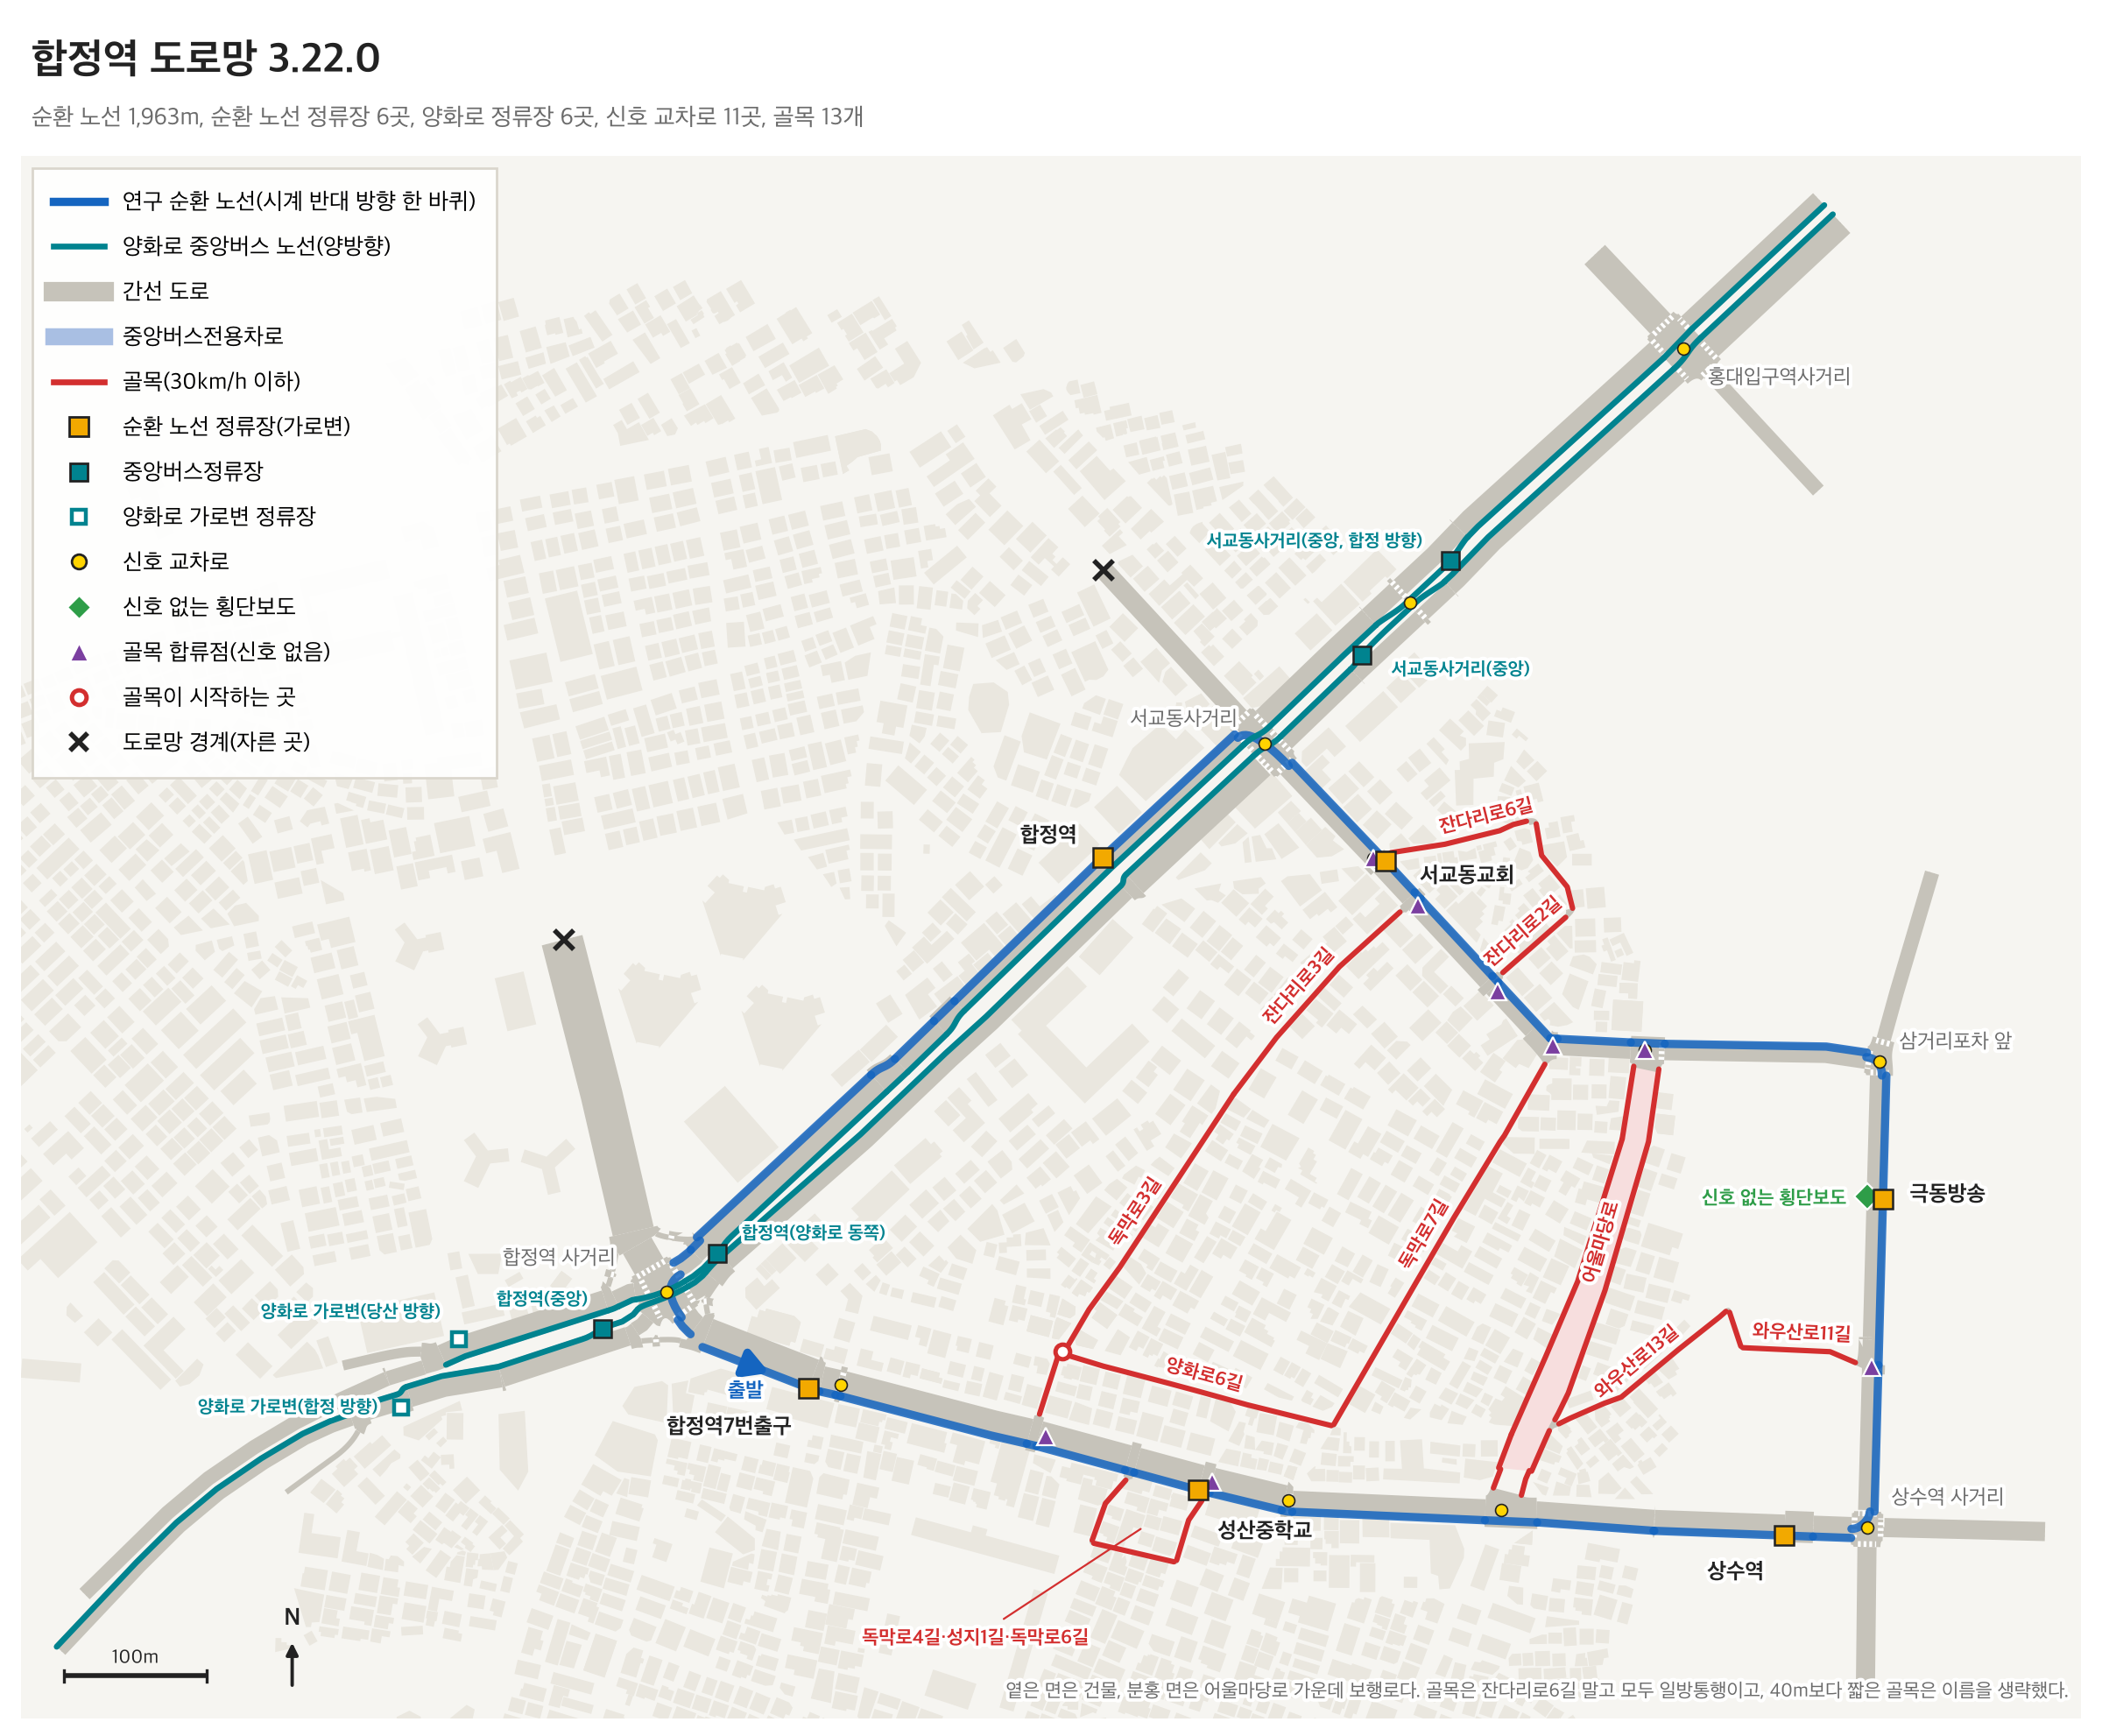 합정역 도로망 3.22.0
순환 노선 1,963m, 순환 노선 정류장 6곳, 양화로 정류장 6곳, 신호 교차로 11곳, 골목 13개
연구 순환 노선(시계 반대 방향 한 바퀴)
양화로 중앙버스 노선(양방향)
간선 도로
중앙버스전용차로
골목(30km/h 이하)
순환 노선 정류장(가로변)
중앙버스정류장
양화로 가로변 정류장
신호 교차로
신호 없는 횡단보도
골목 합류점(신호 없음)
골목이 시작하는 곳
도로망 경계(자른 곳)
홍대입구역사거리
서교동사거리(중앙, 합정 방향)
서교동사거리(중앙)
서교동사거리
잔다리로6길
합정역
서교동교회
잔다리로2길
잔다리로3길
삼거리포차 앞
신호 없는 횡단보도
극동방송
독막로3길
독막로7길
어울마당로
합정역(양화로 동쪽)
합정역 사거리
합정역(중앙)
양화로 가로변(당산 방향)
와우산로11길
와우산로13길
양화로6길
출발
양화로 가로변(합정 방향)
합정역7번출구
상수역 사거리
성산중학교
상수역
독막로4길·성지1길·독막로6길
N
100m
옅은 면은 건물, 분홍 면은 어울마당로 가운데 보행로다. 골목은 잔다리로6길 말고 모두 일방통행이고, 40m보다 짧은 골목은 이름을 생략했다.